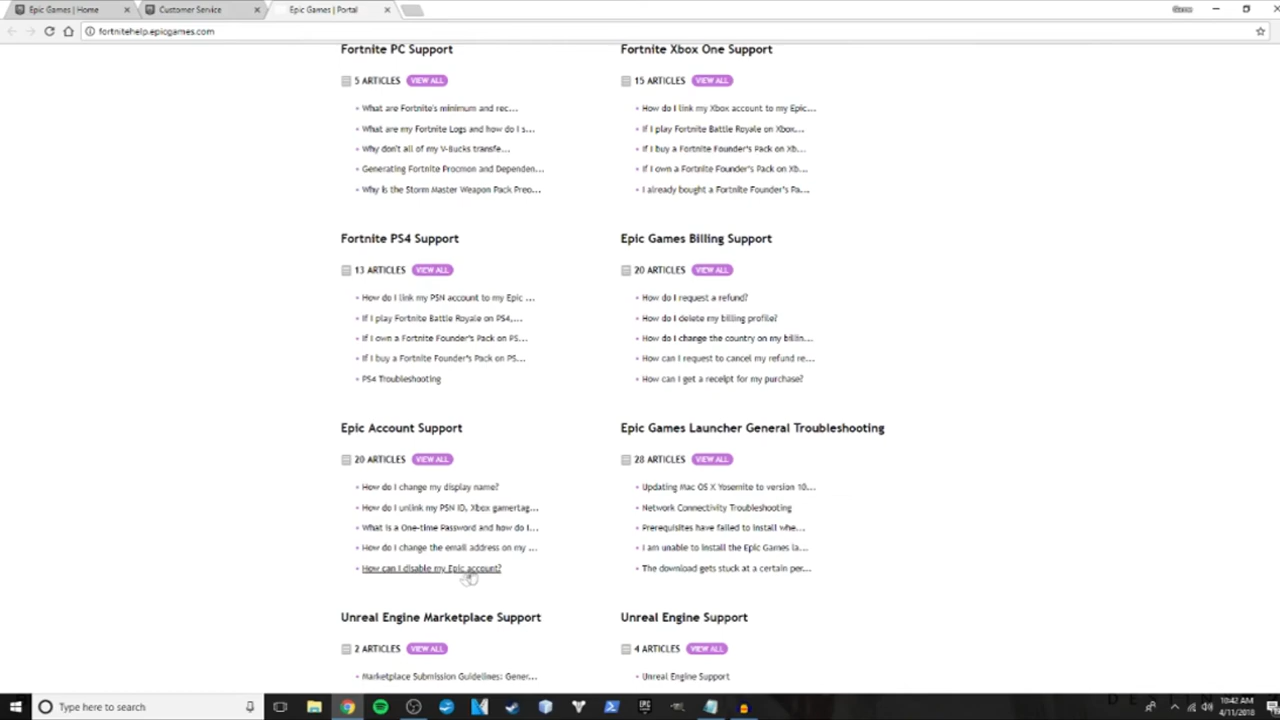 Epic Games | Home
Customer Service
Epic Games | Portal
fortnitehelp.epicgames.com
Fortnite PC Support
5 ARTICLES VIEW ALL
What are Fortnite's minimum and rec...
What are my Fortnite Logs and how do I s...
Why don't all of my V-Bucks transfe...
Generating Fortnite Procmon and Dependen...
Why is the Storm Master Weapon Pack Preo...
Fortnite Xbox One Support
15 ARTICLES VIEW ALL
How do I link my Xbox account to my Epic...
If I play Fortnite Battle Royale on Xbox...
If I buy a Fortnite Founder's Pack on Xb...
If I own a Fortnite Founder's Pack on Xb...
I already bought a Fortnite Founder's Pa...
Fortnite PS4 Support
13 ARTICLES VIEW ALL
How do I link my PSN account to my Epic ...
If I play Fortnite Battle Royale on PS4,...
If I own a Fortnite Founder's Pack on PS...
If I buy a Fortnite Founder's Pack on PS...
PS4 Troubleshooting
Epic Games Billing Support
20 ARTICLES VIEW ALL
How do I request a refund?
How do I delete my billing profile?
How do I change the country on my billin...
How can I request to cancel my refund re...
How can I get a receipt for my purchase?
Epic Account Support
20 ARTICLES VIEW ALL
How do I change my display name?
How do I unlink my PSN ID, Xbox gamertag...
What is a One-time Password and how do I...
How do I change the email address on my ...
How can I disable my Epic account?
Epic Games Launcher General Troubleshooting
28 ARTICLES VIEW ALL
Updating Mac OS X Yosemite to version 10...
Network Connectivity Troubleshooting
Prerequisites have failed to install whe...
I am unable to install the Epic Games la...
The download gets stuck at a certain per...
Unreal Engine Marketplace Support
2 ARTICLES VIEW ALL
Marketplace Submission Guidelines: Gener...
Unreal Engine Support
4 ARTICLES VIEW ALL
Unreal Engine Support
Type here to search
10:42 AM
4/11/2018